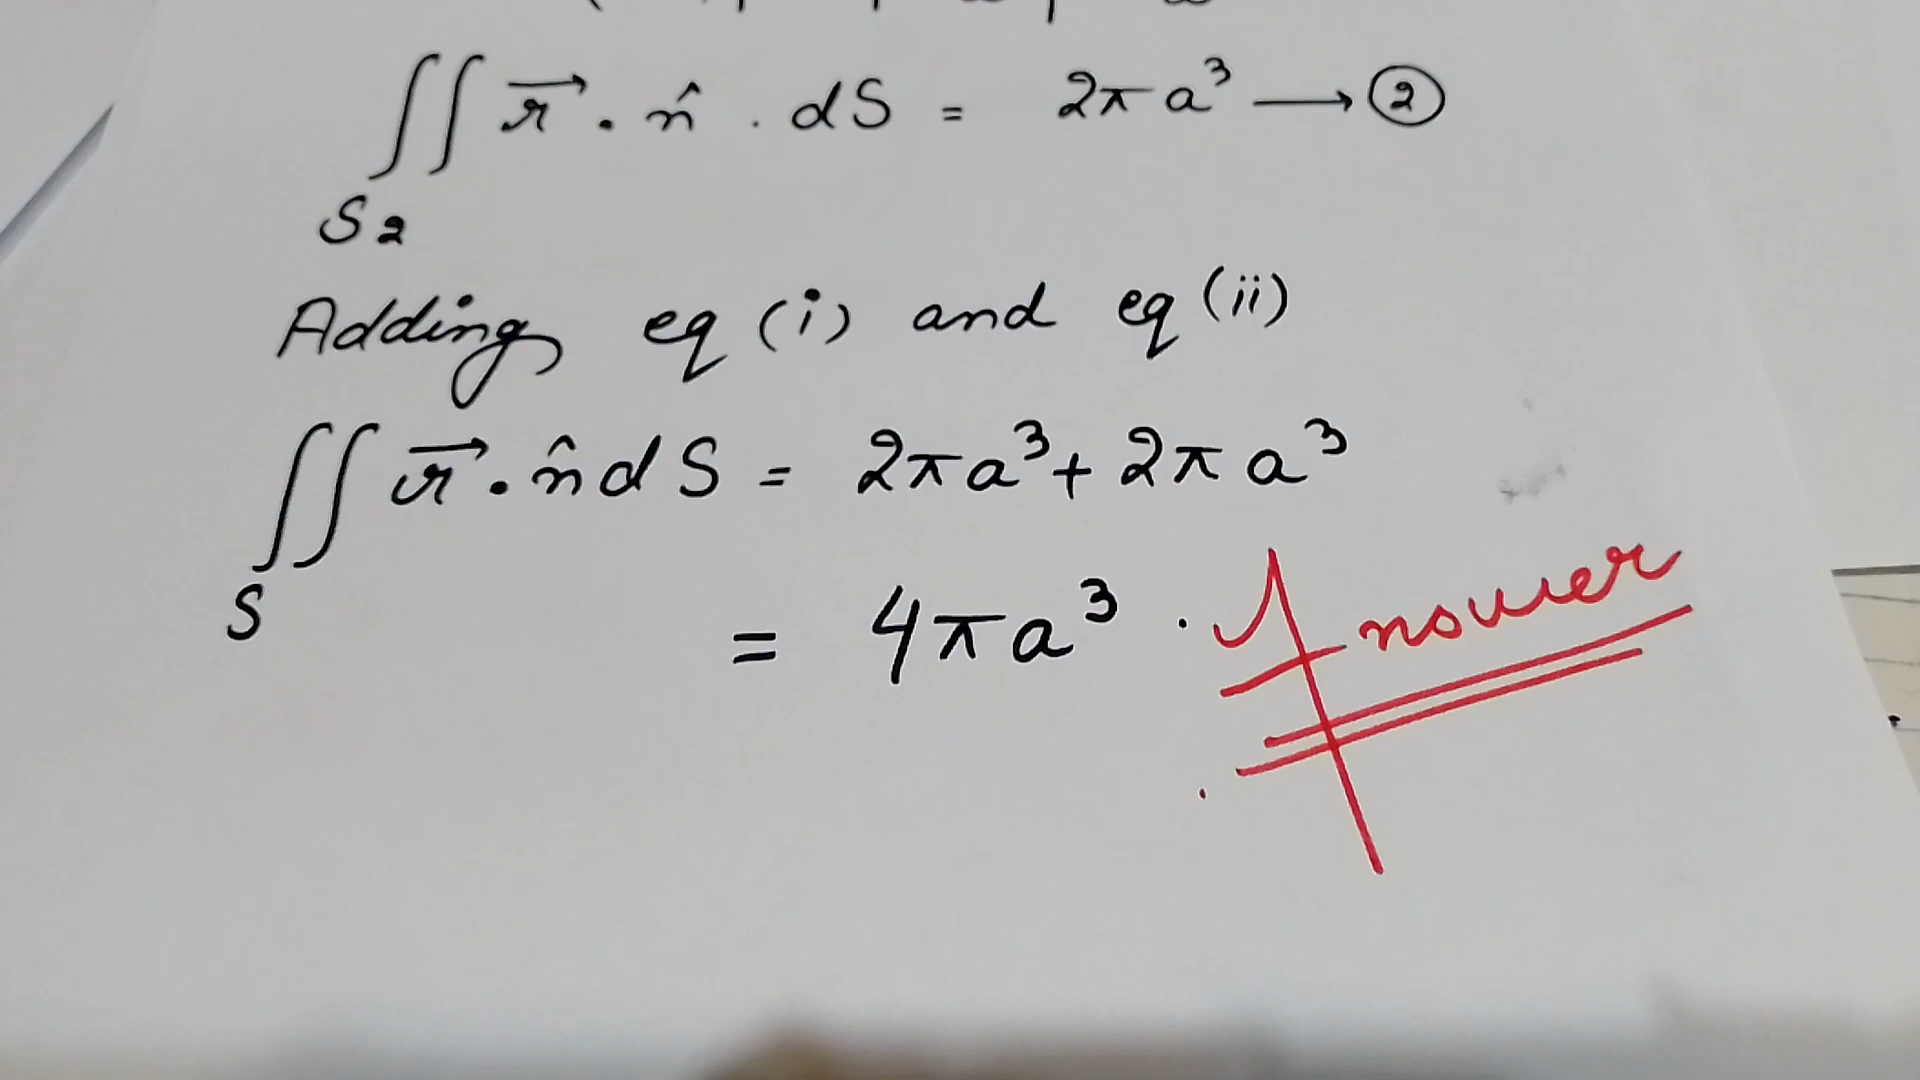 ∬ r⃗ . n̂ . dS = 2πa³ ⟶ ②
S₂
Adding eq (i) and eq (ii)
∬ r⃗ . n̂ dS = 2πa³ + 2πa³
S
= 4πa³ . Answer